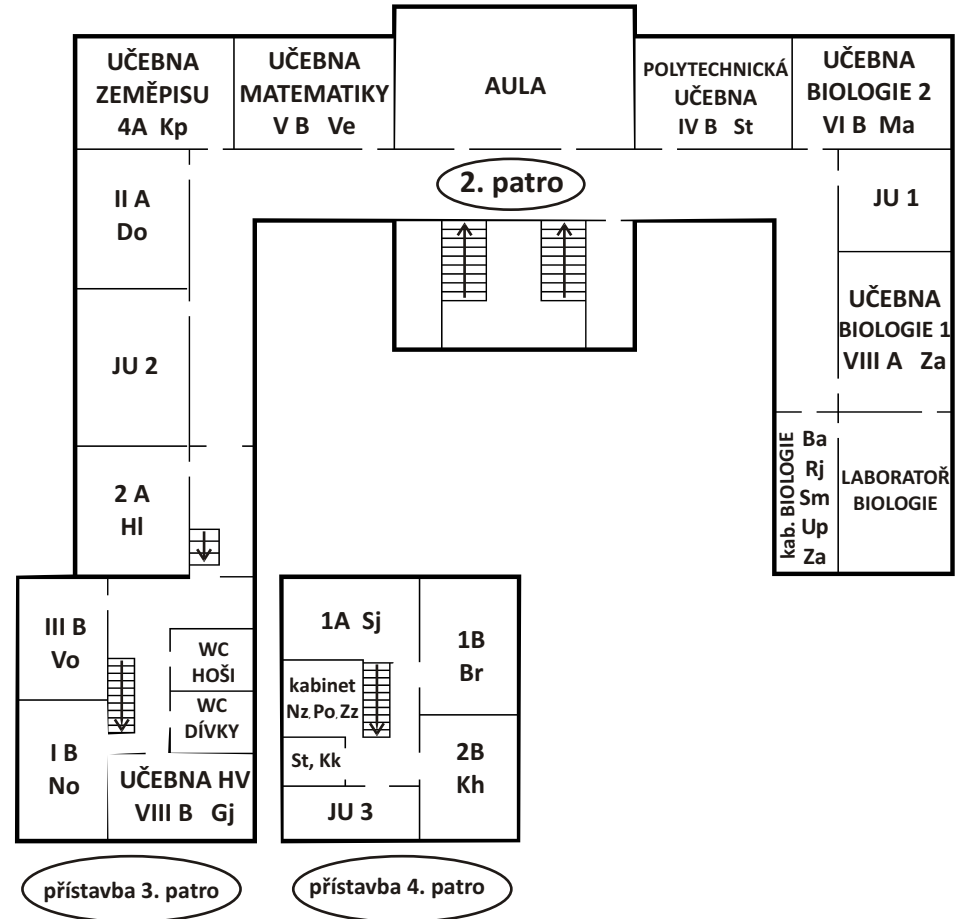 UČEBNA
ZEMĚPISU
4A Kp
UČEBNA
MATEMATIKY
V B Ve
AULA
POLYTECHNICKÁ
UČEBNA
IV B St
UČEBNA
BIOLOGIE 2
VI B Ma
2. patro
II A
Do
JU 1
JU 2
UČEBNA
BIOLOGIE 1
VIII A Za
2 A
Hl
kab. BIOLOGIE
Ba
Rj
Sm
Up
Za
LABORATOŘ
BIOLOGIE
III B
Vo
WC
HOŠI
WC
DÍVKY
I B
No
UČEBNA HV
VIII B Gj
1A Sj
1B
Br
kabinet
Nz, Po, Zz
St, Kk
2B
Kh
JU 3
přístavba 3. patro
přístavba 4. patro